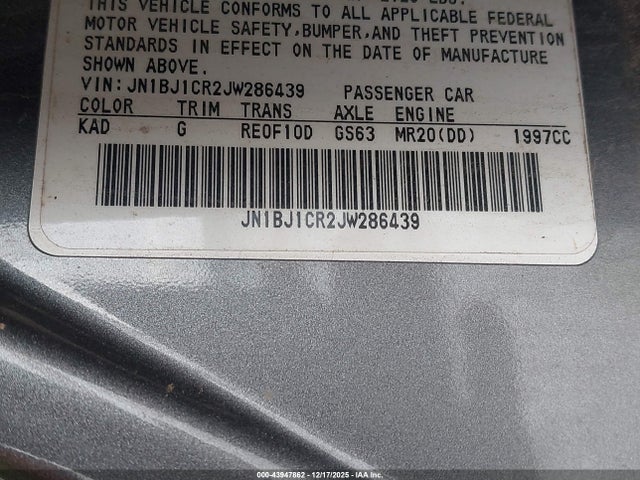 THIS VEHICLE CONFORMS TO ALL APPLICABLE FEDERAL
MOTOR VEHICLE SAFETY,BUMPER,AND THEFT PREVENTION
STANDARDS IN EFFECT ON THE DATE OF MANUFACTURE
SHOWN ABOVE.
VIN:JN1BJ1CR2JW286439 PASSENGER CAR
COLOR TRIM TRANS AXLE ENGINE
KAD G RE0F10D GS63 MR20(DD) 1997CC
JN1BJ1CR2JW286439
000-43947862 - 12/17/2025 - IAA Inc.